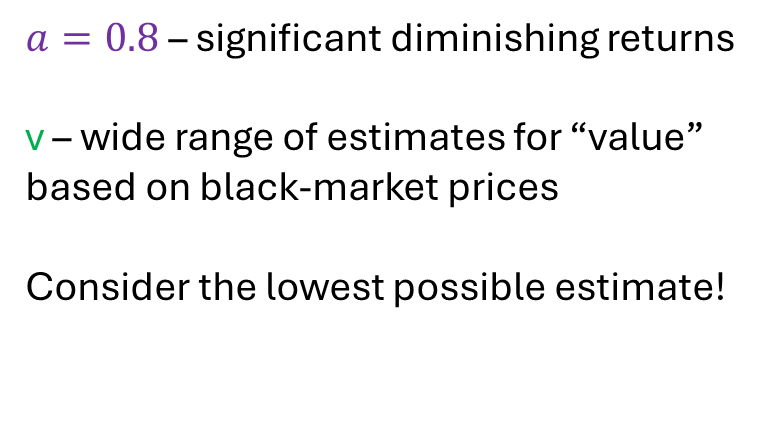 a = 0.8 – significant diminishing returns
v – wide range of estimates for “value”
based on black-market prices
Consider the lowest possible estimate!